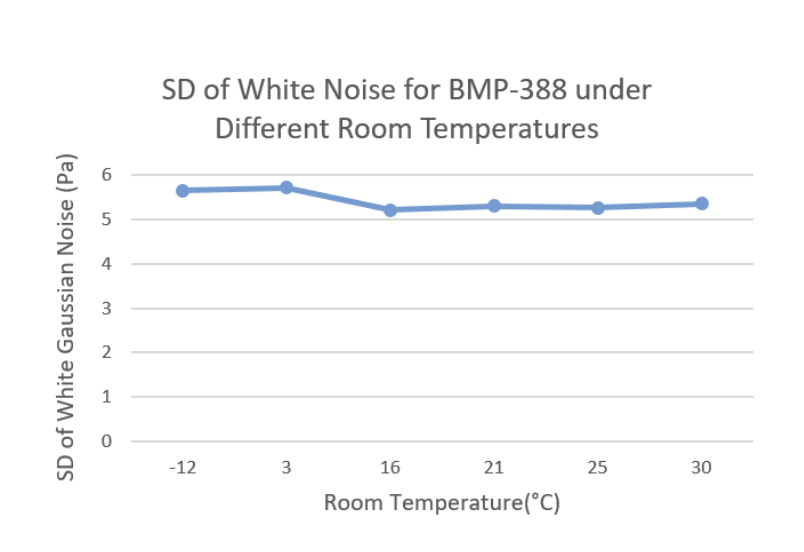 SD of White Noise for BMP-388 under
Different Room Temperatures
SD of White Gaussian Noise (Pa)
6
5
4
3
2
1
0
-12 3 16 21 25 30
Room Temperature(°C)